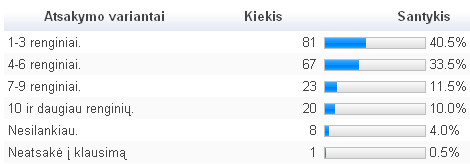 Atsakymo variantai Kiekis Santykis
1-3 renginiai. 81 40.5%
4-6 renginiai. 67 33.5%
7-9 renginiai. 23 11.5%
10 ir daugiau renginių. 20 10.0%
Nesilankiau. 8 4.0%
Neatsakė į klausimą 1 0.5%